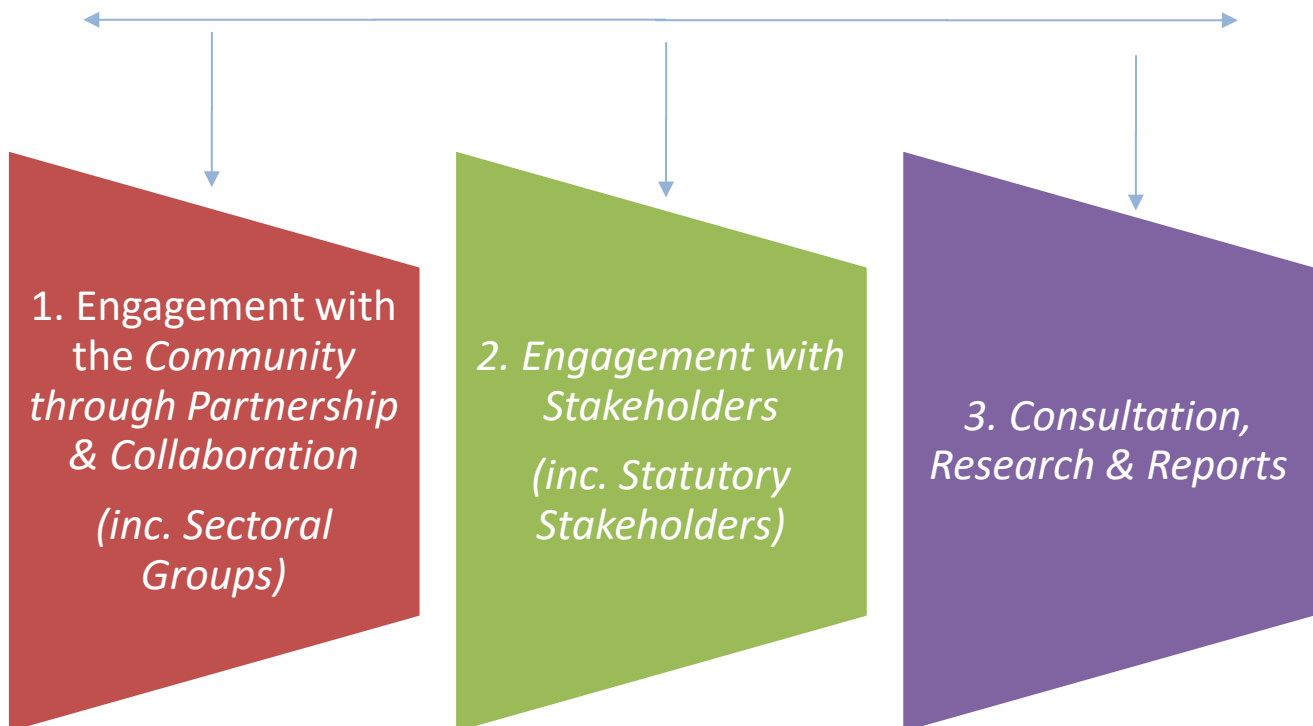 1. Engagement with
the Community
through Partnership
& Collaboration
(inc. Sectoral
Groups)
2. Engagement with
Stakeholders
(inc. Statutory
Stakeholders)
3. Consultation,
Research & Reports